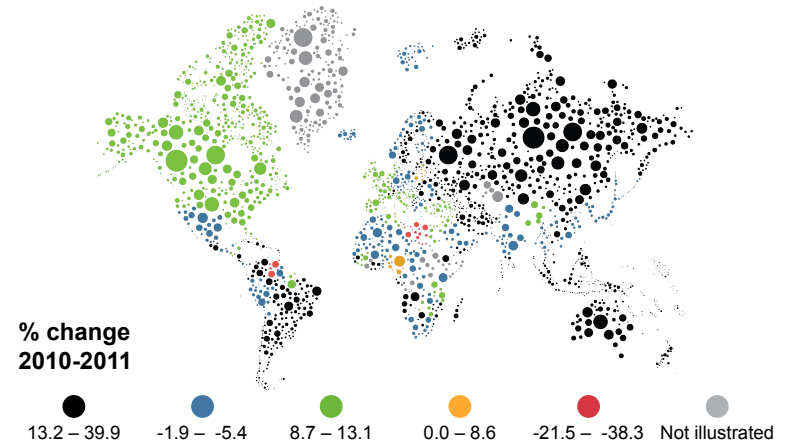 % change
2010-2011
13.2 – 39.9
-1.9 – -5.4
8.7 – 13.1
0.0 – 8.6
-21.5 – -38.3
Not illustrated